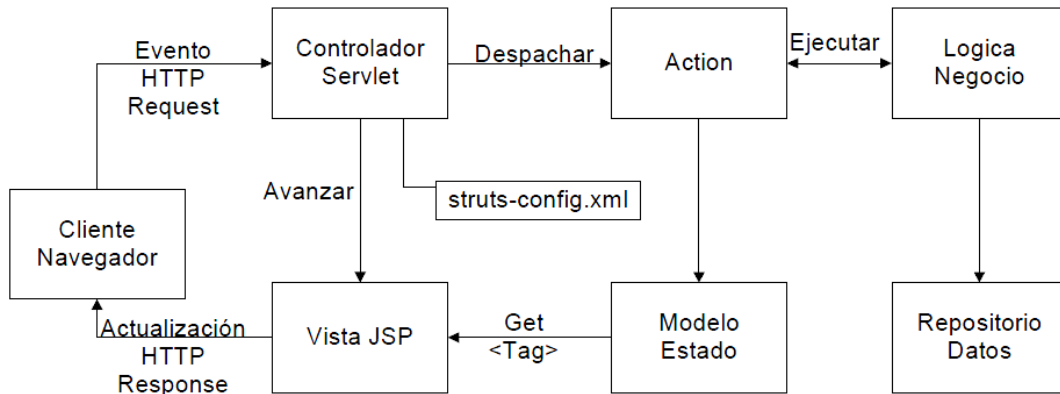 Evento
HTTP
Request
Controlador
Servlet
Despachar
Action
Ejecutar
Logica
Negocio
Avanzar
struts-config.xml
Cliente
Navegador
Actualización
HTTP
Response
Vista JSP
Get
<Tag>
Modelo
Estado
Repositorio
Datos